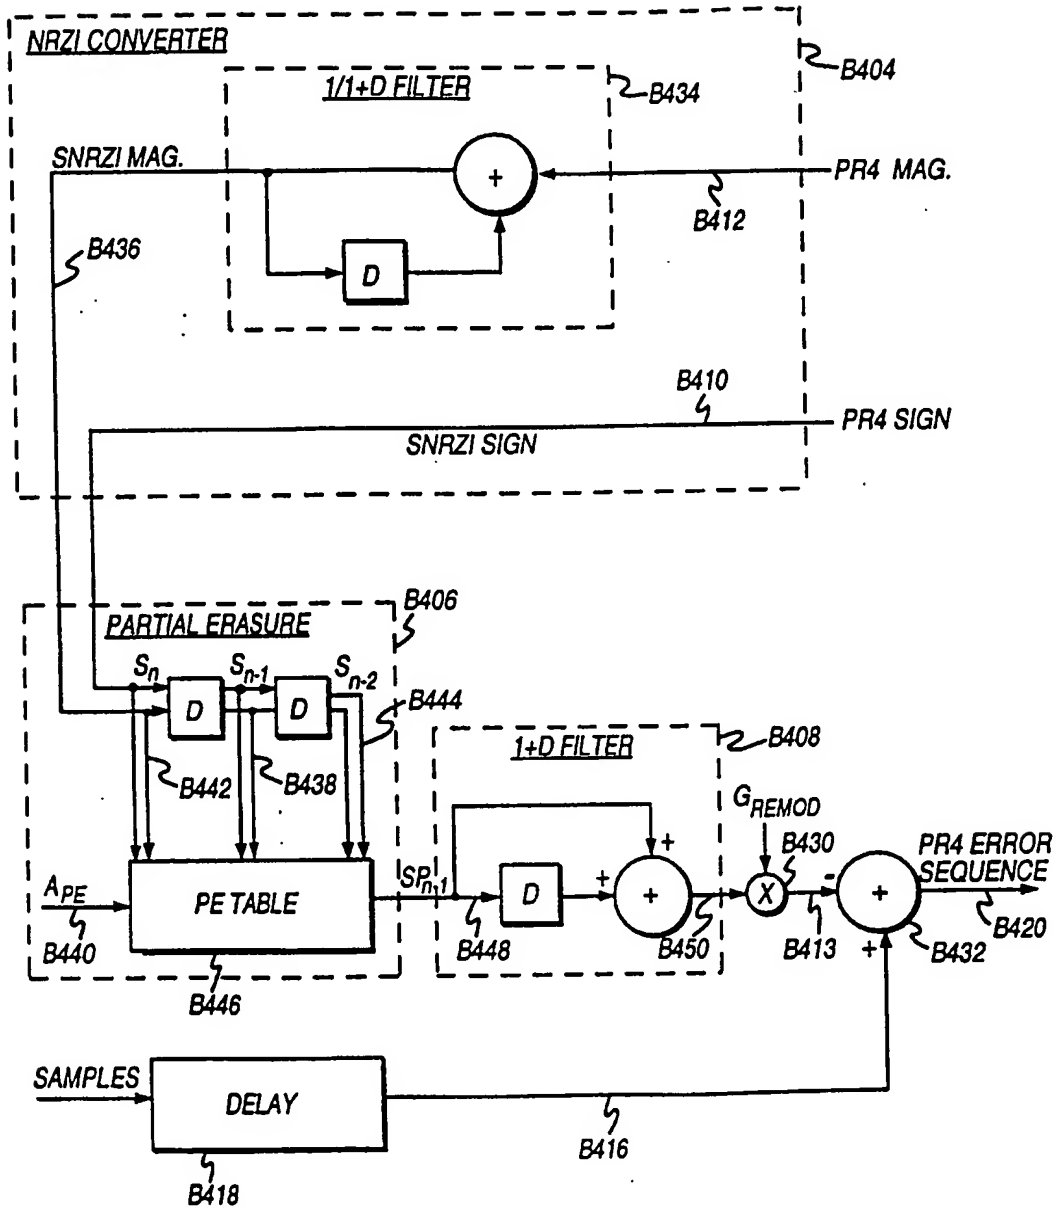 NRZI CONVERTER
B404
1/1+D FILTER
B434
SNRZI MAG.
+
PR4 MAG.
B412
B436
D
B410
PR4 SIGN
SNRZI SIGN
B406
PARTIAL ERASURE
Sn
Sn-1
Sn-2
D
D
B444
B442
B438
B408
1+D FILTER
GREMOD
+
B430
PR4 ERROR
SEQUENCE
APE
PE TABLE
SPn-1
D
+
+
X
-
+
B440
B448
B450
B413
+
B432
B420
B446
SAMPLES
DELAY
B416
B418